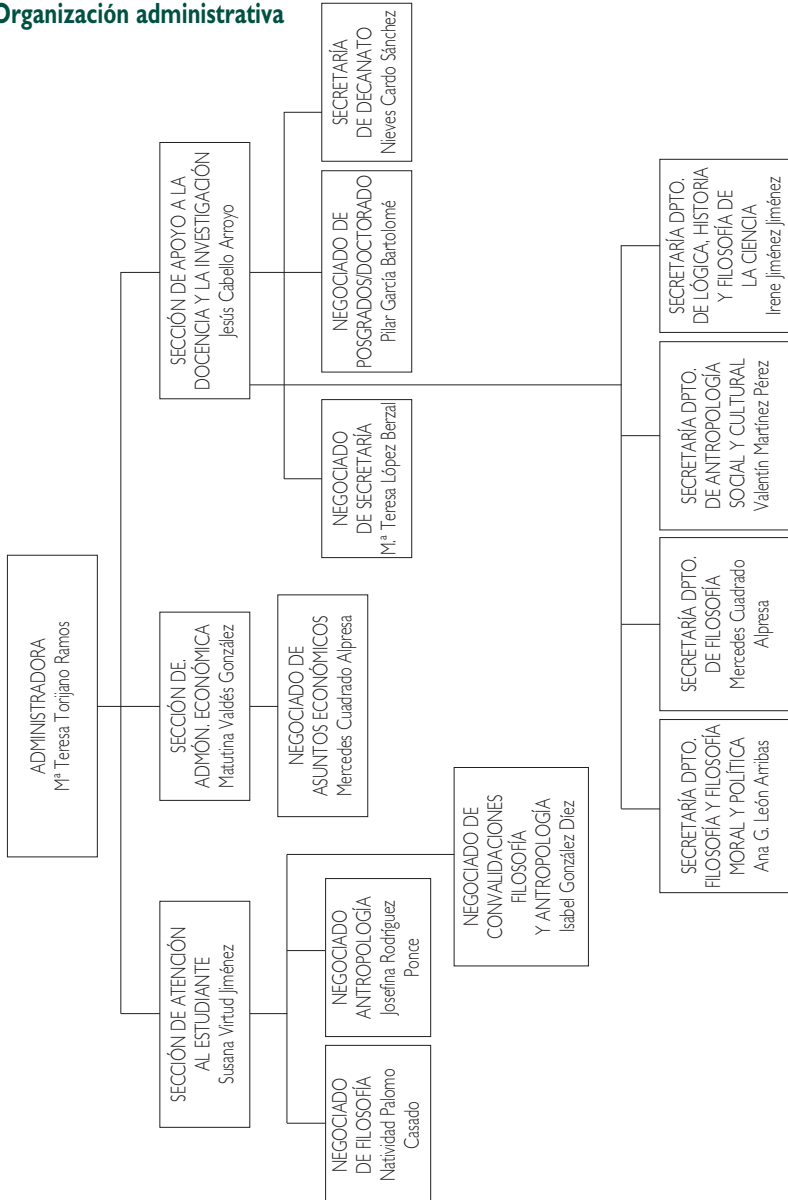 Organización administrativa
ADMINISTRADORA
Mª Teresa Torijano Ramos
SECCIÓN DE ATENCIÓN
AL ESTUDIANTE
Susana Virtud Jiménez
SECCIÓN DE.
ADMÓN. ECONÓMICA
Matutina Valdés González
SECCIÓN DE APOYO A LA
DOCENCIA Y LA INVESTIGACIÓN
Jesús Cabello Arroyo
NEGOCIADO
DE FILOSOFÍA
Natividad Palomo
Casado
NEGOCIADO
ANTROPOLOGÍA
Josefina Rodríguez
Ponce
NEGOCIADO DE
CONVALIDACIONES
FILOSOFÍA
Y ANTROPOLOGÍA
Isabel González Díez
NEGOCIADO DE
ASUNTOS ECONÓMICOS
Mercedes Cuadrado Alpresa
NEGOCIADO
DE SECRETARÍA
M.ª Teresa López Berzal
NEGOCIADO DE
POSGRADOS/DOCTORADO
Pilar García Bartolomé
SECRETARÍA
DE DECANATO
Nieves Cardo Sánchez
SECRETARÍA DPTO.
FILOSOFÍA Y FILOSOFÍA
MORAL Y POLÍTICA
Ana G. León Arribas
SECRETARÍA DPTO.
DE FILOSOFÍA
Mercedes Cuadrado
Alpresa
SECRETARÍA DPTO.
DE ANTROPOLOGÍA
SOCIAL Y CULTURAL
Valentín Martínez Pérez
SECRETARÍA DPTO.
DE LÓGICA, HISTORIA
Y FILOSOFÍA DE
LA CIENCIA
Irene Jiménez Jiménez